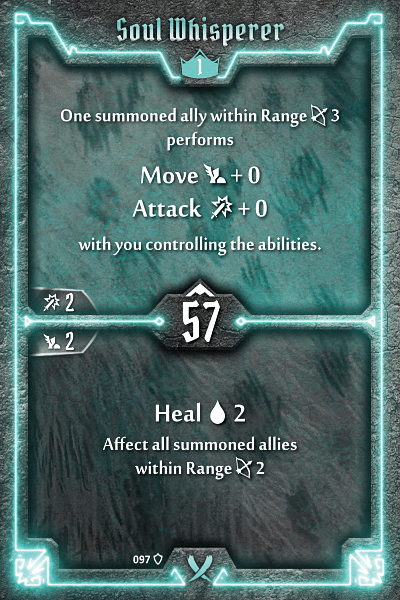 Soul Whisperer
1
One summoned ally within Range 3
performs
Move + 0
Attack + 0
with you controlling the abilities.
2
57
2
Heal 2
Affect all summoned allies
within Range 2
097